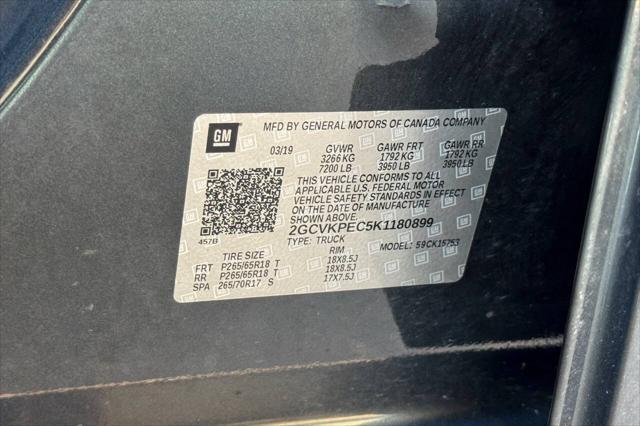 GM
MFD BY GENERAL MOTORS OF CANADA COMPANY
03/19 GVWR GAWR FRT GAWR RR
3266 KG 1792 KG 1792 KG
7200 LB 3950 LB 3950 LB
THIS VEHICLE CONFORMS TO ALL
APPLICABLE U.S. FEDERAL MOTOR
VEHICLE SAFETY STANDARDS IN EFFECT
ON THE DATE OF MANUFACTURE
SHOWN ABOVE.
2GCVKPEC5K1180899
457B TYPE: TRUCK MODEL: 59CK15753
TIRE SIZE RIM
FRT P265/65R18 T 18X8.5J
RR P265/65R18 T 18X8.5J
SPA 265/70R17 S 17X7.5J